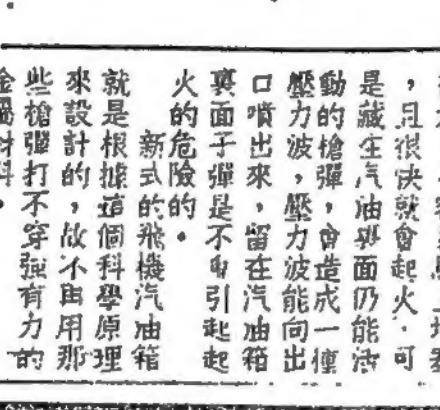 ，且很快就會起火．可
是藏在汽油裏面仍能活
動的槍彈，會造成一種
壓力波，壓力波能向出
口噴出來，留在汽油箱
裏面子彈是不會引起起
火的危險的。
新式的飛機汽油箱
就是根據這個科學原理
來設計的，故不再用那
些槍彈打不穿强有力的
金屬材料。